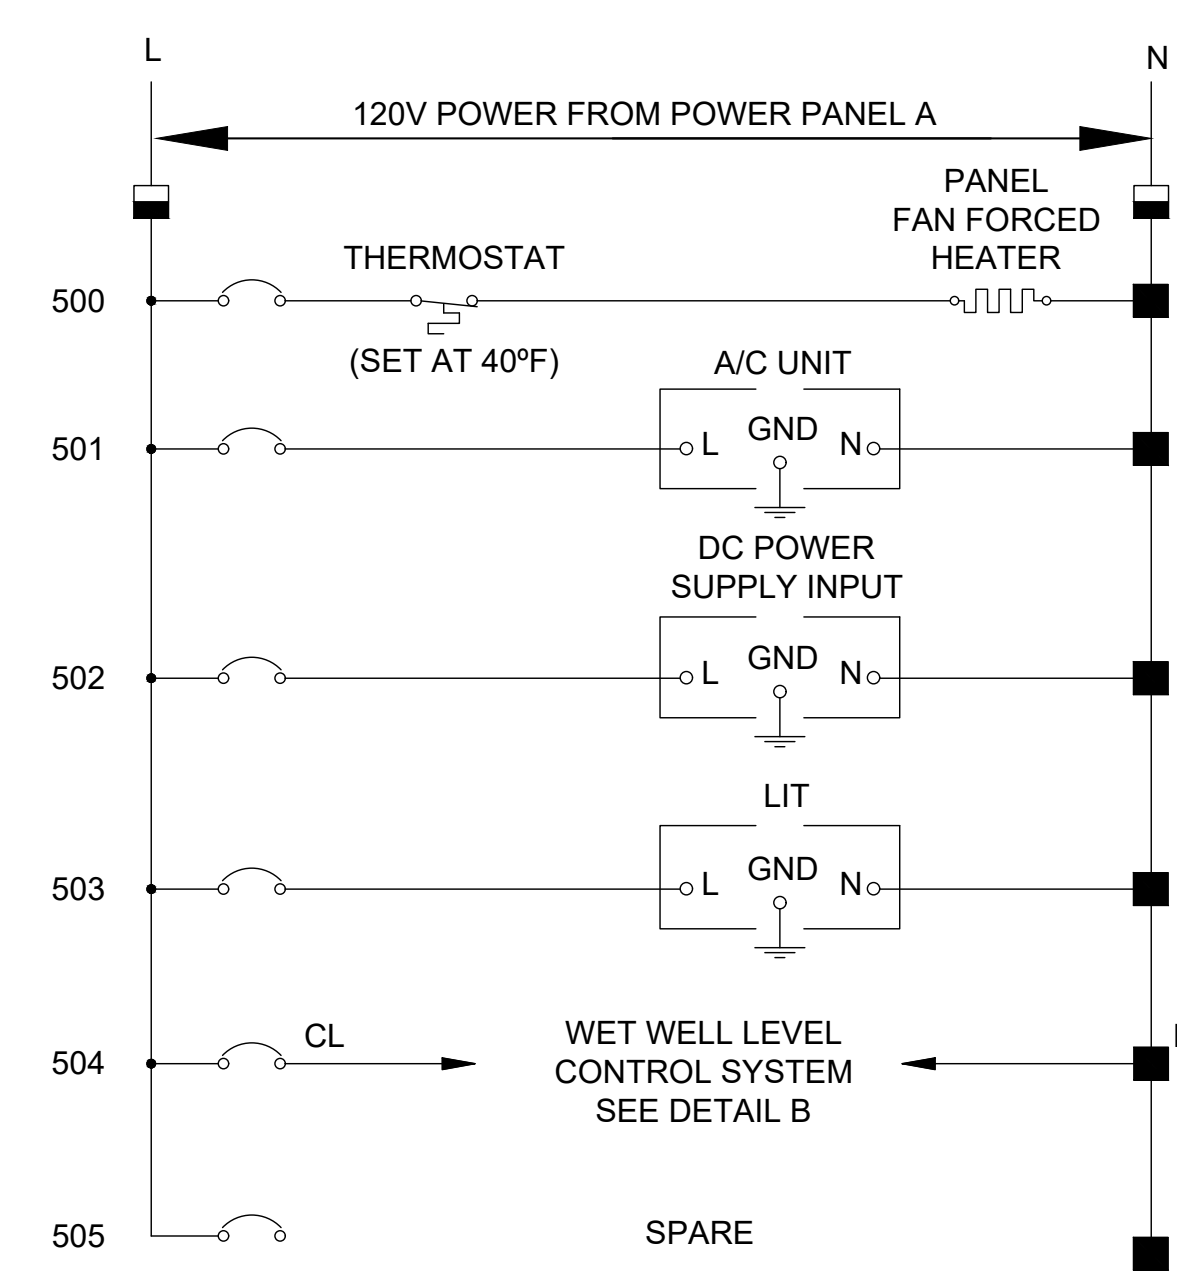 L
N
120V POWER FROM POWER PANEL A
PANEL
FAN FORCED
HEATER
THERMOSTAT
500
(SET AT 40ºF)
A/C UNIT
501
L GND N
DC POWER
SUPPLY INPUT
502
L GND N
LIT
503
L GND N
504
CL
WET WELL LEVEL
CONTROL SYSTEM
SEE DETAIL B
505
SPARE